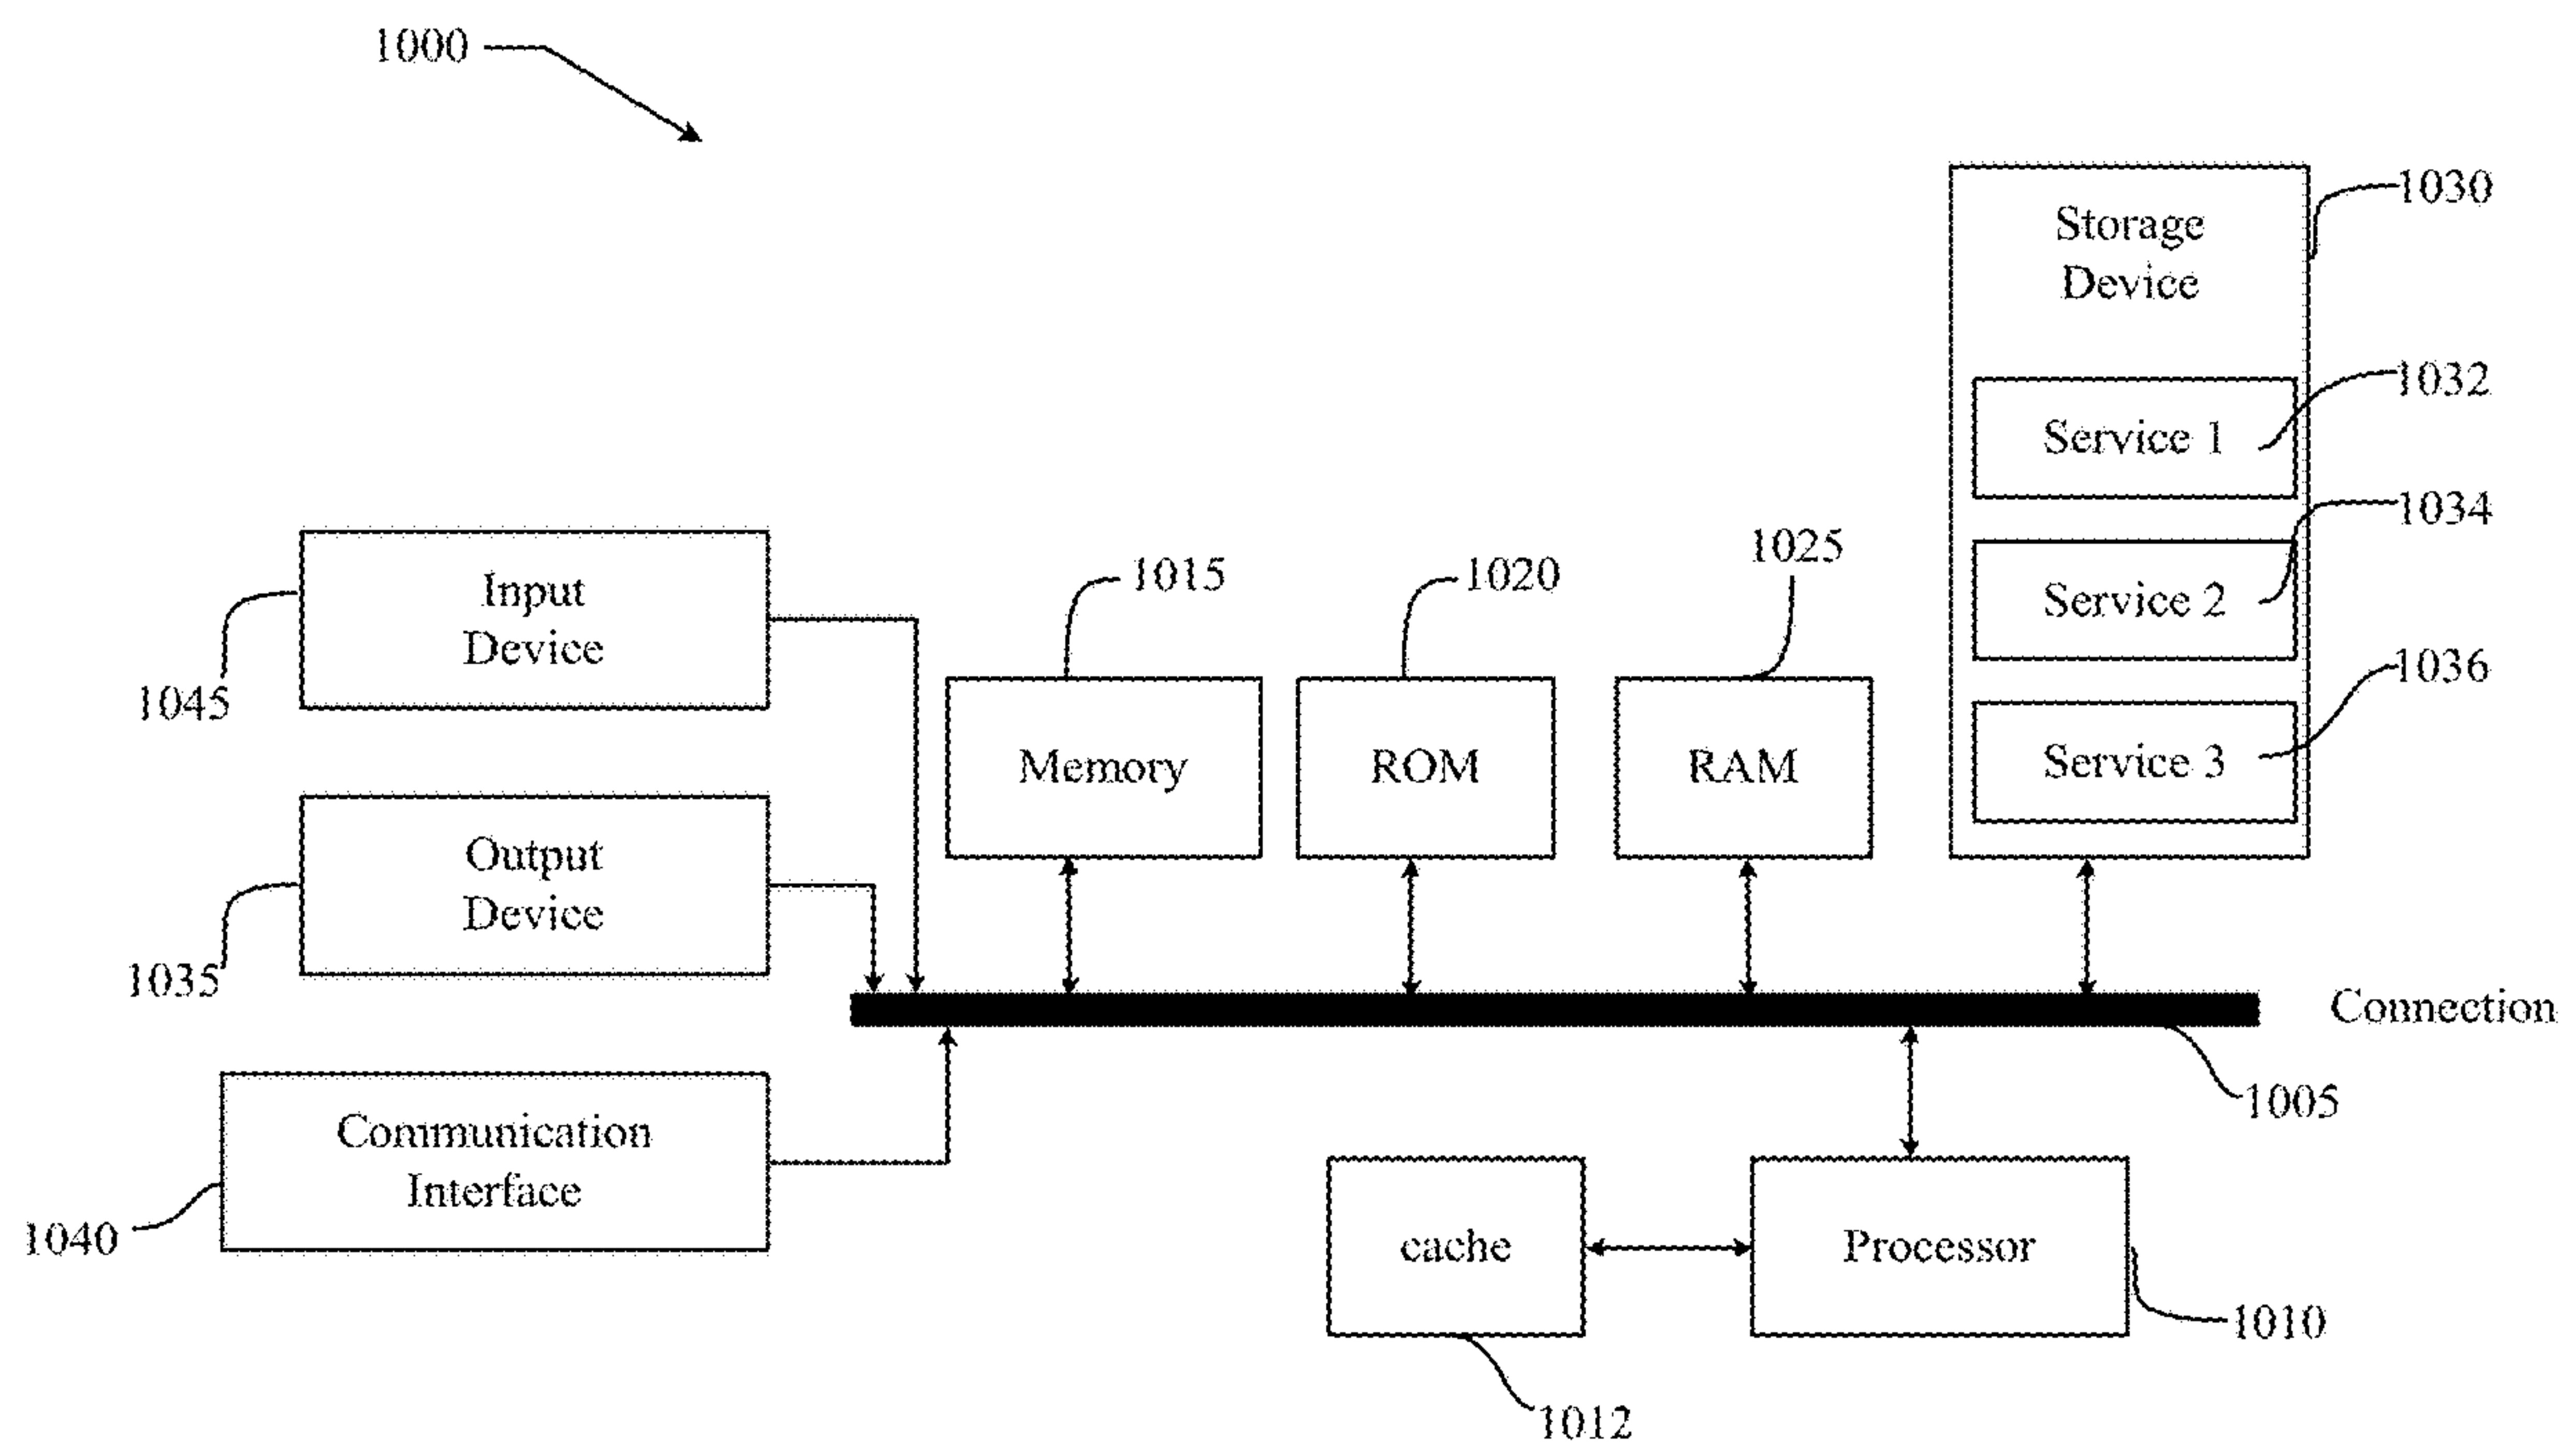 1000
1030
Storage
Device
1032
Service 1
1034
Service 2
1036
Service 3
1045
Input
Device
1015
Memory
1020
ROM
1025
RAM
1035
Output
Device
Connection
1005
1040
Communication
Interface
cache
1012
Processor
1010